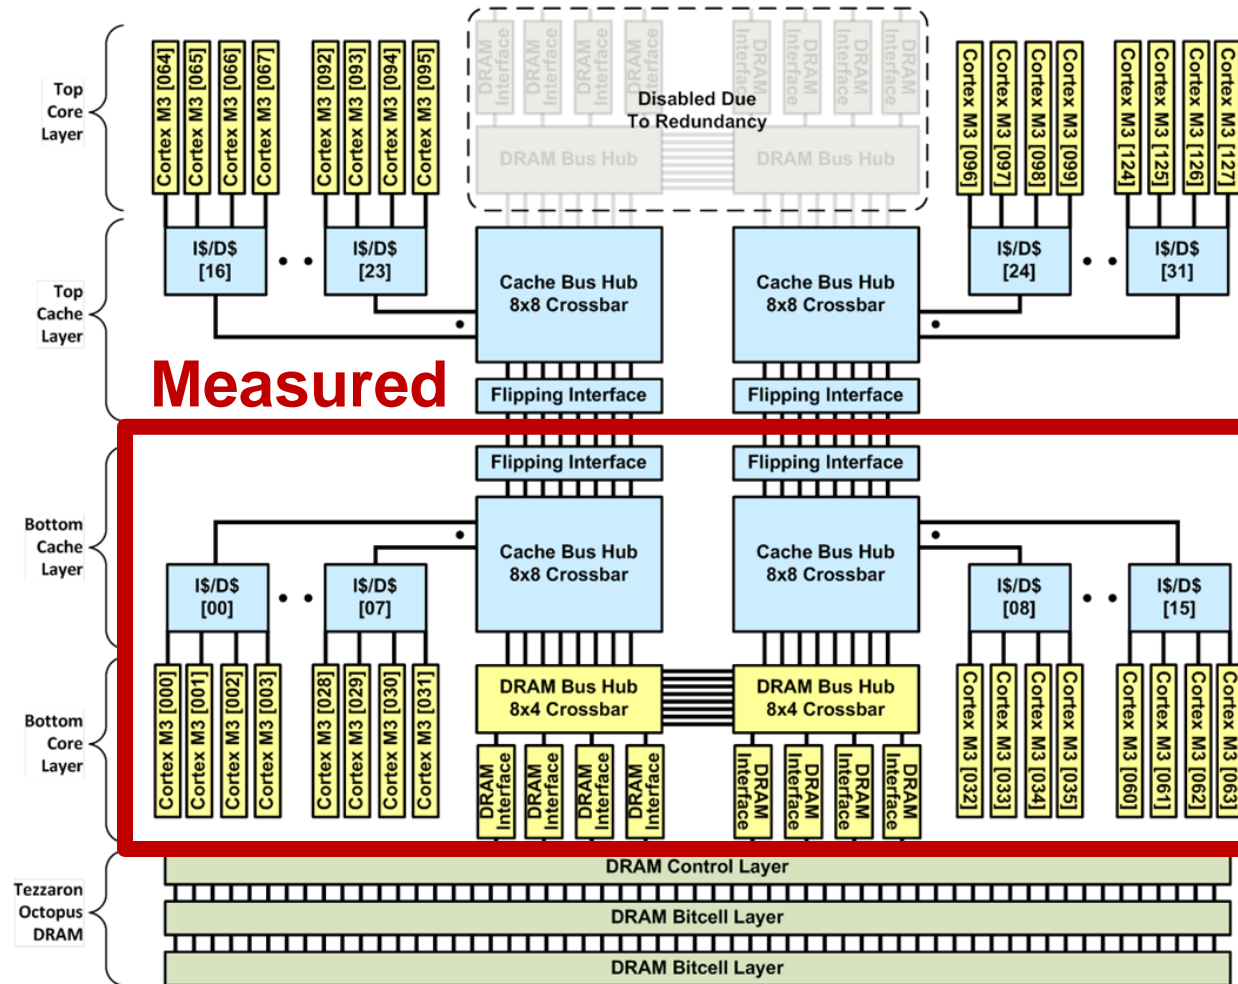 Top
Core
Layer
Cortex M3 [064]
Cortex M3 [065]
Cortex M3 [066]
Cortex M3 [067]
Cortex M3 [092]
Cortex M3 [093]
Cortex M3 [094]
Cortex M3 [095]
DRAM
Interface
DRAM
Interface
DRAM
Interface
DRAM
Interface
DRAM
Interface
DRAM
Interface
DRAM
Interface
DRAM
Interface
Disabled Due
To Redundancy
DRAM Bus Hub
DRAM Bus Hub
Cortex M3 [096]
Cortex M3 [097]
Cortex M3 [098]
Cortex M3 [099]
Cortex M3 [124]
Cortex M3 [125]
Cortex M3 [126]
Cortex M3 [127]
Top
Cache
Layer
I$/D$
[16]
I$/D$
[23]
Cache Bus Hub
8x8 Crossbar
Cache Bus Hub
8x8 Crossbar
I$/D$
[24]
I$/D$
[31]
Measured
Flipping Interface
Flipping Interface
Flipping Interface
Flipping Interface
Bottom
Cache
Layer
Cache Bus Hub
8x8 Crossbar
Cache Bus Hub
8x8 Crossbar
I$/D$
[00]
I$/D$
[07]
I$/D$
[08]
I$/D$
[15]
Bottom
Core
Layer
Cortex M3 [000]
Cortex M3 [001]
Cortex M3 [002]
Cortex M3 [003]
Cortex M3 [028]
Cortex M3 [029]
Cortex M3 [030]
Cortex M3 [031]
DRAM Bus Hub
8x4 Crossbar
DRAM Bus Hub
8x4 Crossbar
DRAM
Interface
DRAM
Interface
DRAM
Interface
DRAM
Interface
DRAM
Interface
DRAM
Interface
DRAM
Interface
DRAM
Interface
Cortex M3 [032]
Cortex M3 [033]
Cortex M3 [034]
Cortex M3 [035]
Cortex M3 [060]
Cortex M3 [061]
Cortex M3 [062]
Cortex M3 [063]
Tezzaron
Octopus
DRAM
DRAM Control Layer
DRAM Bitcell Layer
DRAM Bitcell Layer